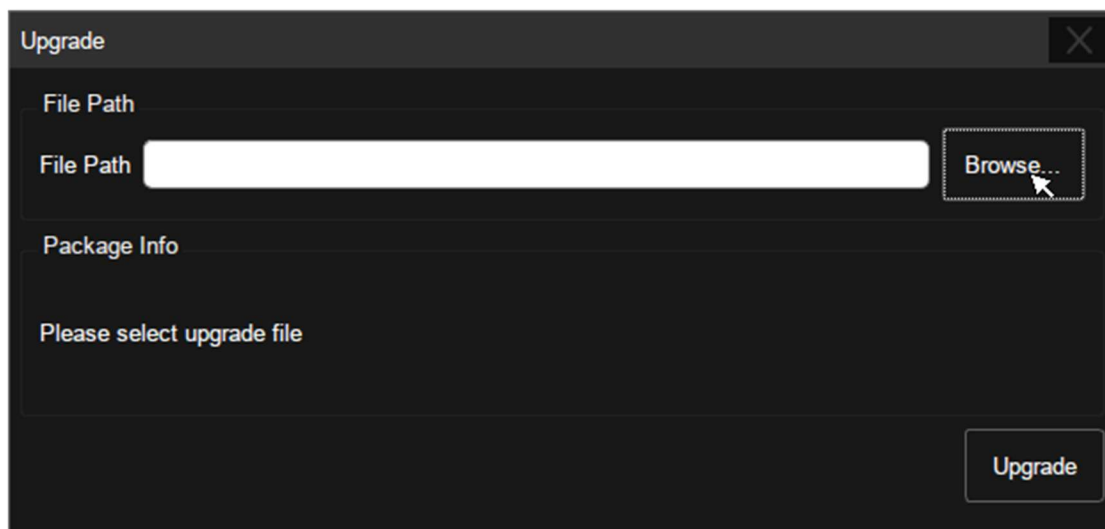 Upgrade
File Path
File Path
Browse...
Package Info
Please select upgrade file
Upgrade